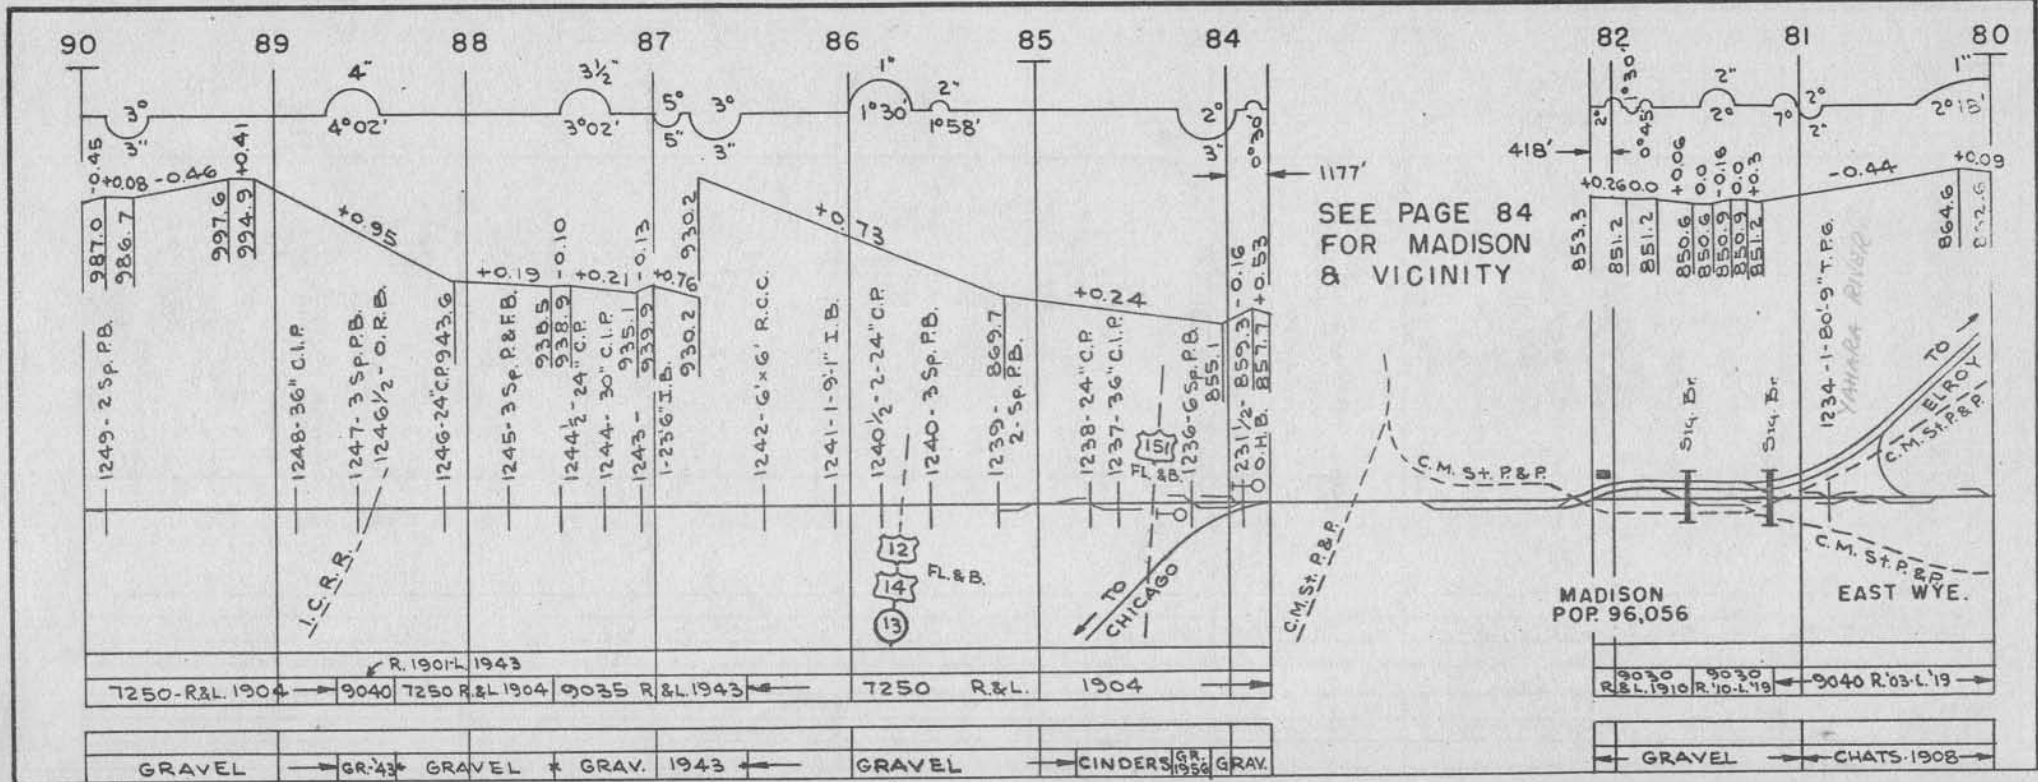 90 89 88 87 86 85 84 82 81 80
3° 3"
4" 4°02'
3½" 3°02'
5° 5"
3° 3"
1" 1°30'
2" 1°58'
2° 3"
0°30'
2° 1°30' 0°45'
2" 2°
7°
2° 2"
1"
-0.45 +0.08 -0.46 +0.41
+0.95
+0.19 -0.10 +0.21 -0.13 +0.76
+0.73
+0.24 -0.16 +0.53
1177'
418'
+0.26 0.0 +0.06 0.0 -0.16 0.0 +0.3
-0.44 +0.09
987.0 986.7 997.6 994.9
943.6 938.5 938.9 935.1 939.9 930.2 930.2
869.7 855.1 859.3 857.7
853.3 851.2 851.2 850.6 850.6 850.9 850.9 851.2 864.6
SEE PAGE 84
FOR MADISON
& VICINITY
1249 - 2 Sp. P.B.
1248 - 36" C.I.P.
1247 - 3 Sp. P.B.
1246½ - O.R.B.
1246 - 24" C.P.
1245 - 3 Sp. P.& F.B.
1244½ - 24" C.P.
1244 - 30" C.I.P.
1243 -
1-236" I.B.
1242 - 6'x6' R.C.C.
1241 - 1 - 9'-1" I.B.
1240½ - 2 - 24" C.P.
1240 - 3 Sp. P.B.
1239 -
2 - Sp. P.B.
1238 - 24" C.P.
1237 - 36" C.I.P.
1236 - 6 Sp. P.B.
1231½ -
O.H.B.
1234 - 1 - 80'-9" T.P.G.
YAHARA RIVER
Sig. Br.
Sig. Br.
I.C.R.R.
12
14
13
FL. & B.
151
FL. & B.
TO
CHICAGO
C.M.St. P.& P.
C.M. St. P. & P.
TO
ELROY
C.M. St. P. & P.
C.M. St. P. & P.
MADISON
POP. 96,056
EAST WYE.
R. 1901-L. 1943
7250-R.&L. 1904 9040 7250 R.&L 1904 9035 R.&L. 1943 7250 R.&L. 1904
9030
R.&L. 1910
9030
R.'10-L.'19
9040 R.'03-L.'19
GRAVEL GR.'43 GRAVEL GRAV. 1943 GRAVEL CINDERS GR. 1956 GRAV.
GRAVEL CHATS. 1908